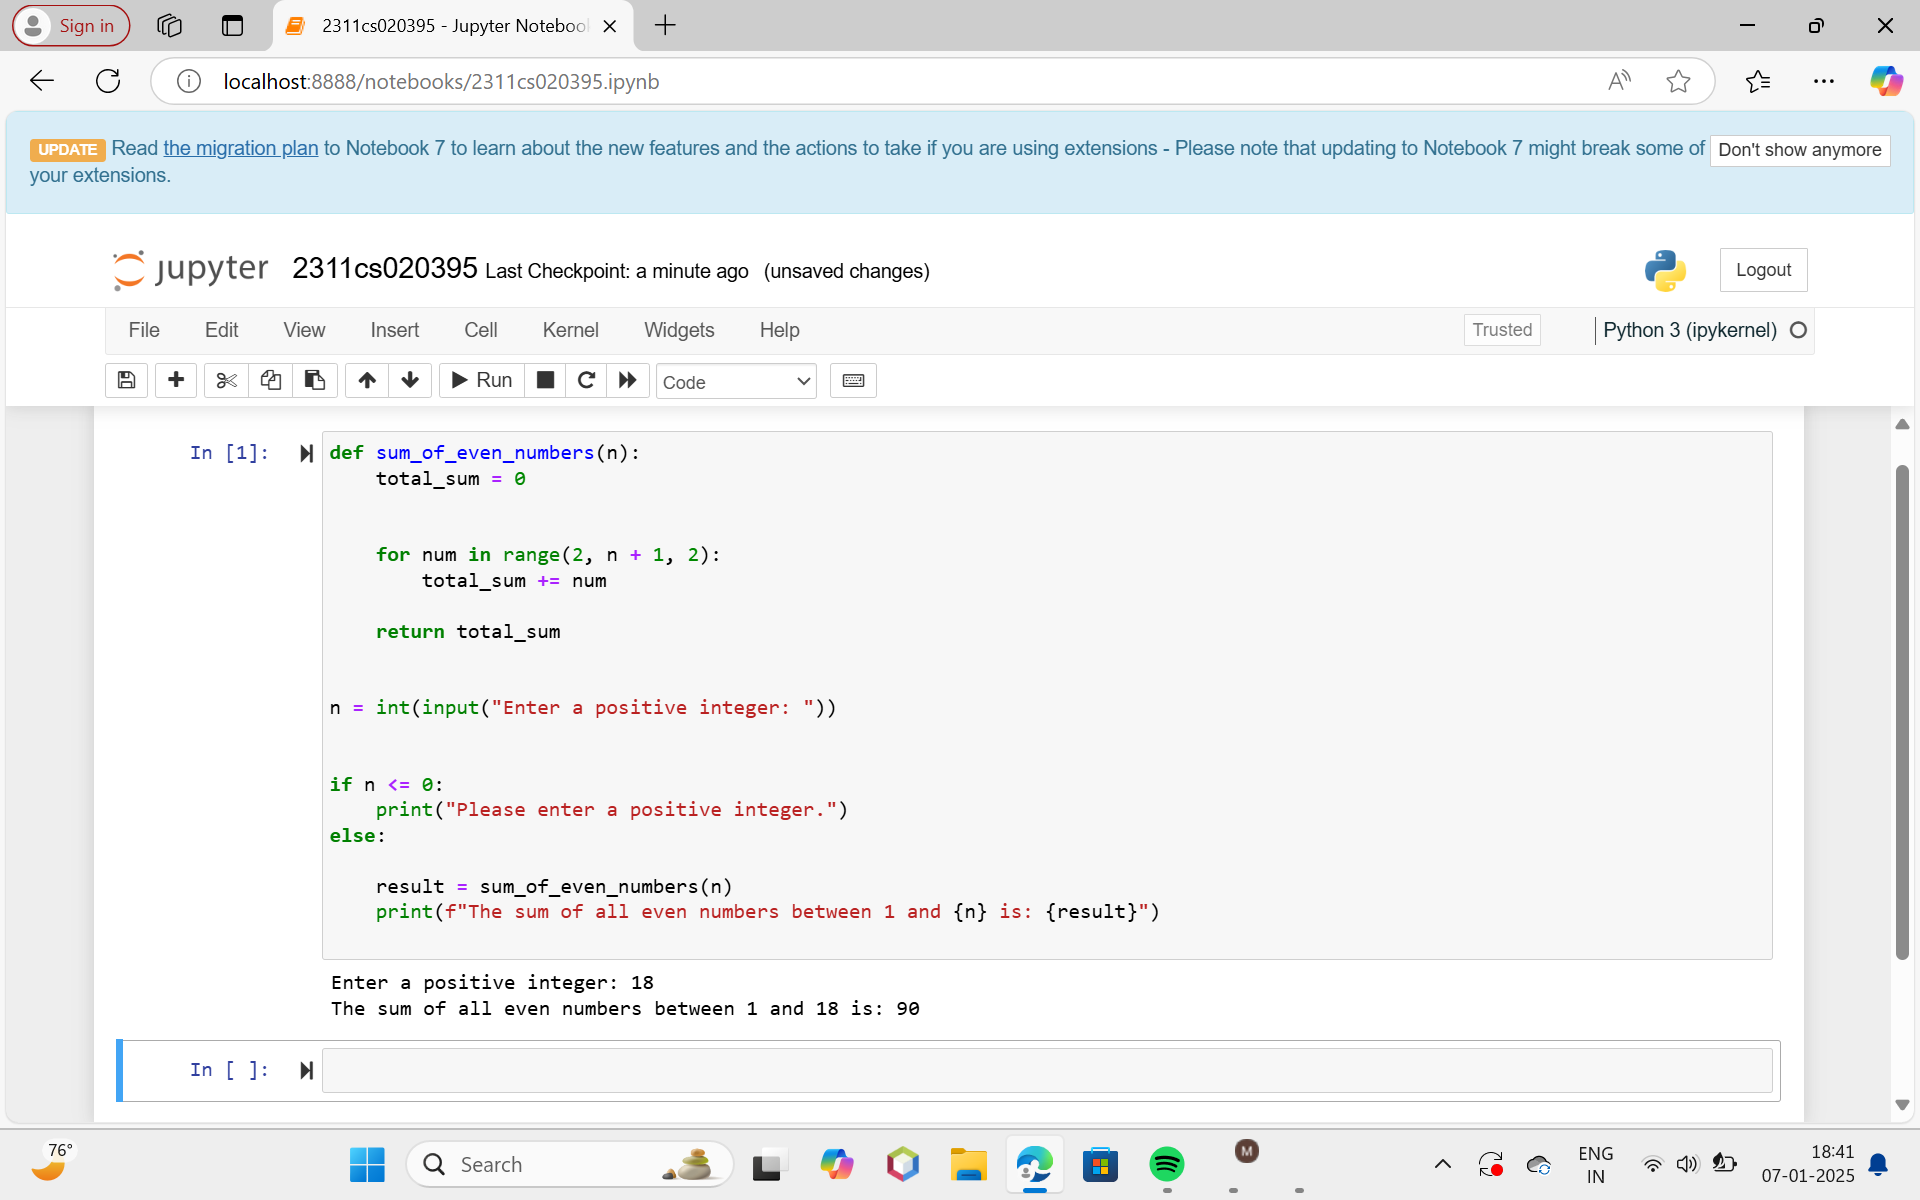 Sign in
2311cs020395 - Jupyter Noteboo
localhost:8888/notebooks/2311cs020395.ipynb
UPDATE Read the migration plan to Notebook 7 to learn about the new features and the actions to take if you are using extensions - Please note that updating to Notebook 7 might break some of
your extensions.
Don't show anymore
jupyter 2311cs020395 Last Checkpoint: a minute ago (unsaved changes)
Logout
File Edit View Insert Cell Kernel Widgets Help
Trusted Python 3 (ipykernel)
Run Code
In [1]: def sum_of_even_numbers(n):
    total_sum = 0
    for num in range(2, n + 1, 2):
        total_sum += num
    return total_sum
n = int(input("Enter a positive integer: "))
if n <= 0:
    print("Please enter a positive integer.")
else:
    result = sum_of_even_numbers(n)
    print(f"The sum of all even numbers between 1 and {n} is: {result}")
Enter a positive integer: 18
The sum of all even numbers between 1 and 18 is: 90
In [ ]:
76°
Search
M
ENG
IN
18:41
07-01-2025